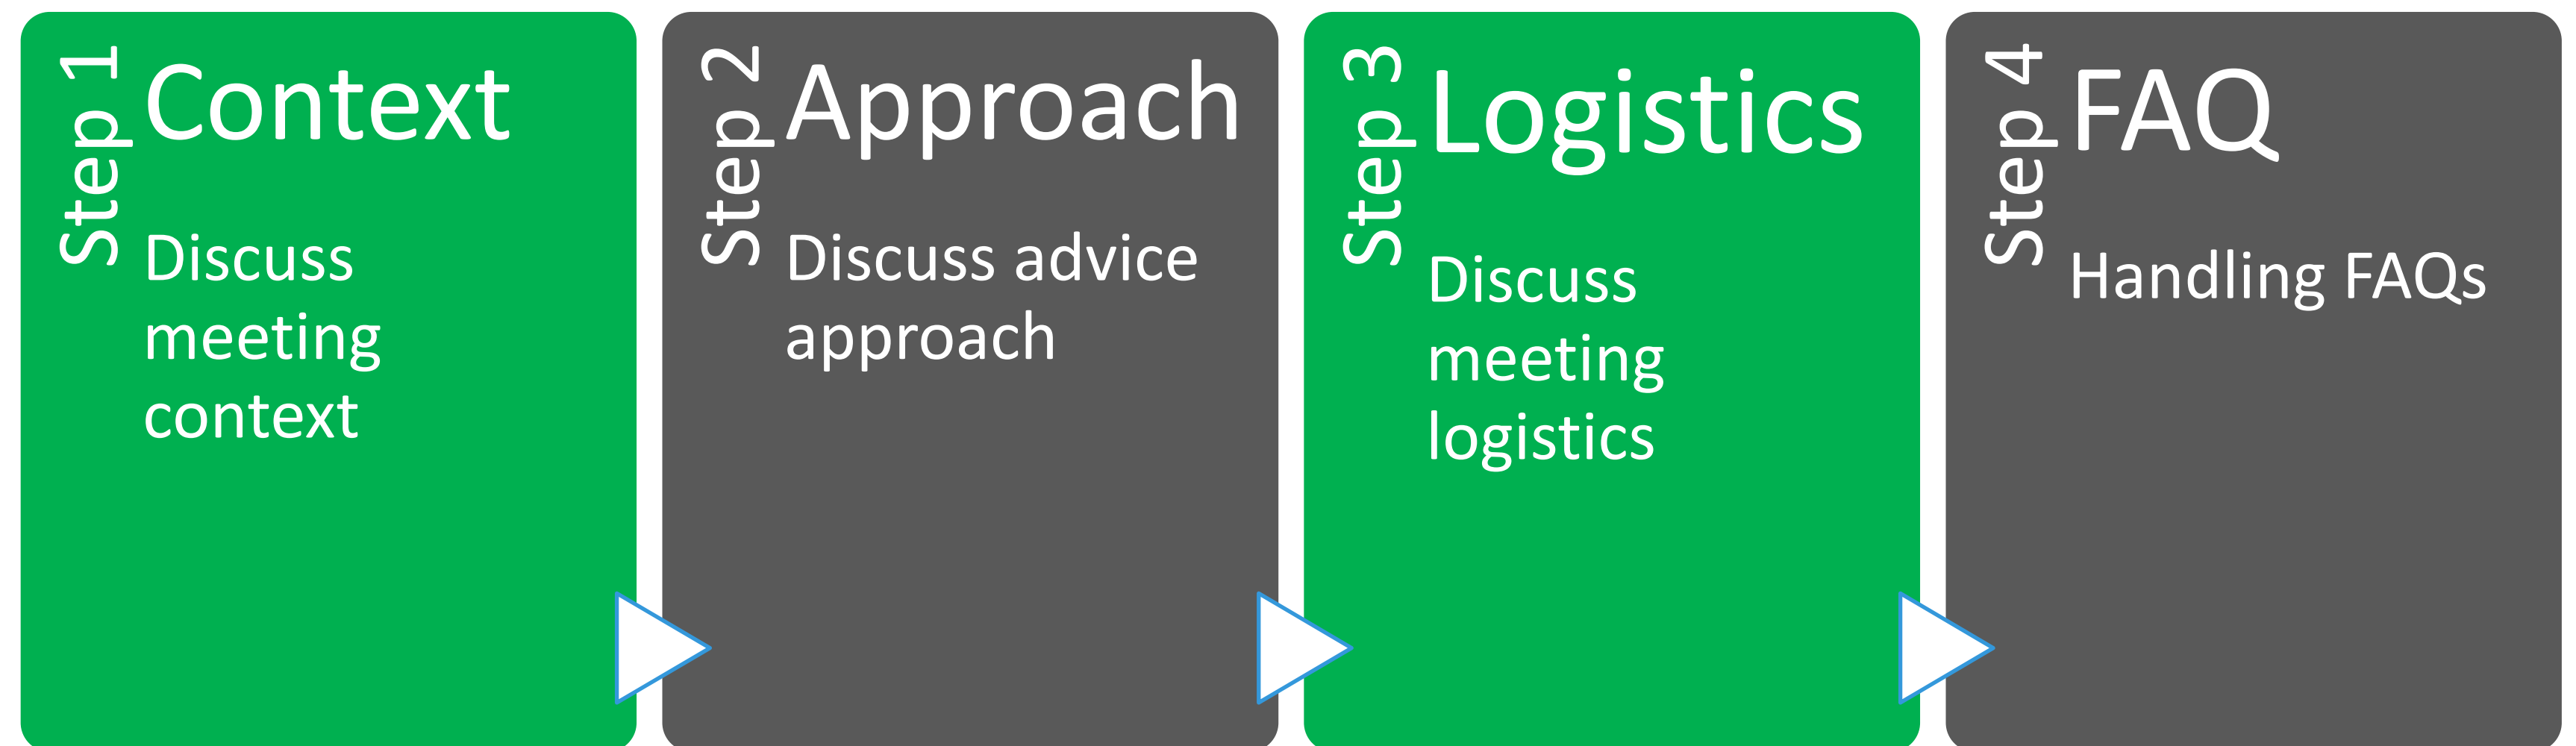 Step 1
Context
Discuss
meeting
context
Step 2
Approach
Discuss advice
approach
Step 3
Logistics
Discuss
meeting
logistics
Step 4
FAQ
Handling FAQs